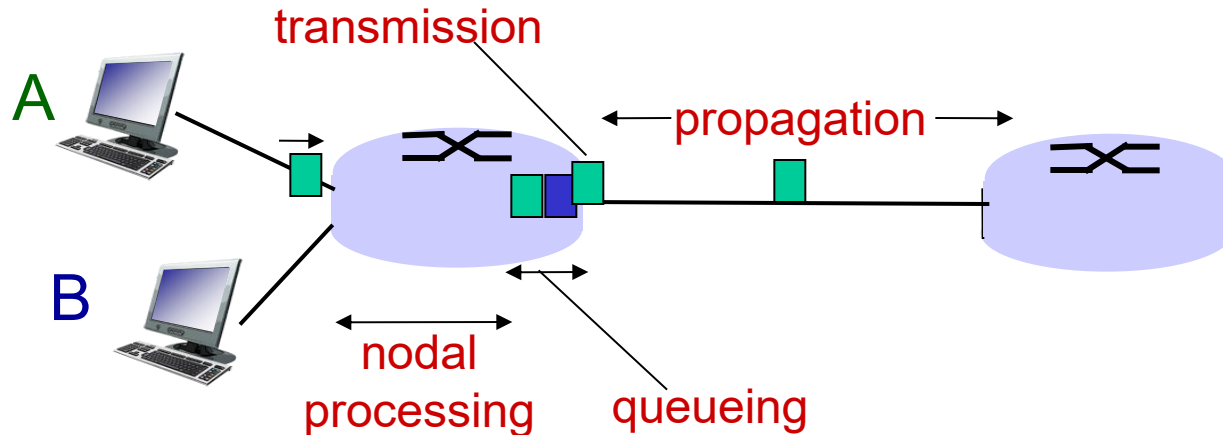 transmission
A
propagation
B
nodal
processing
queueing